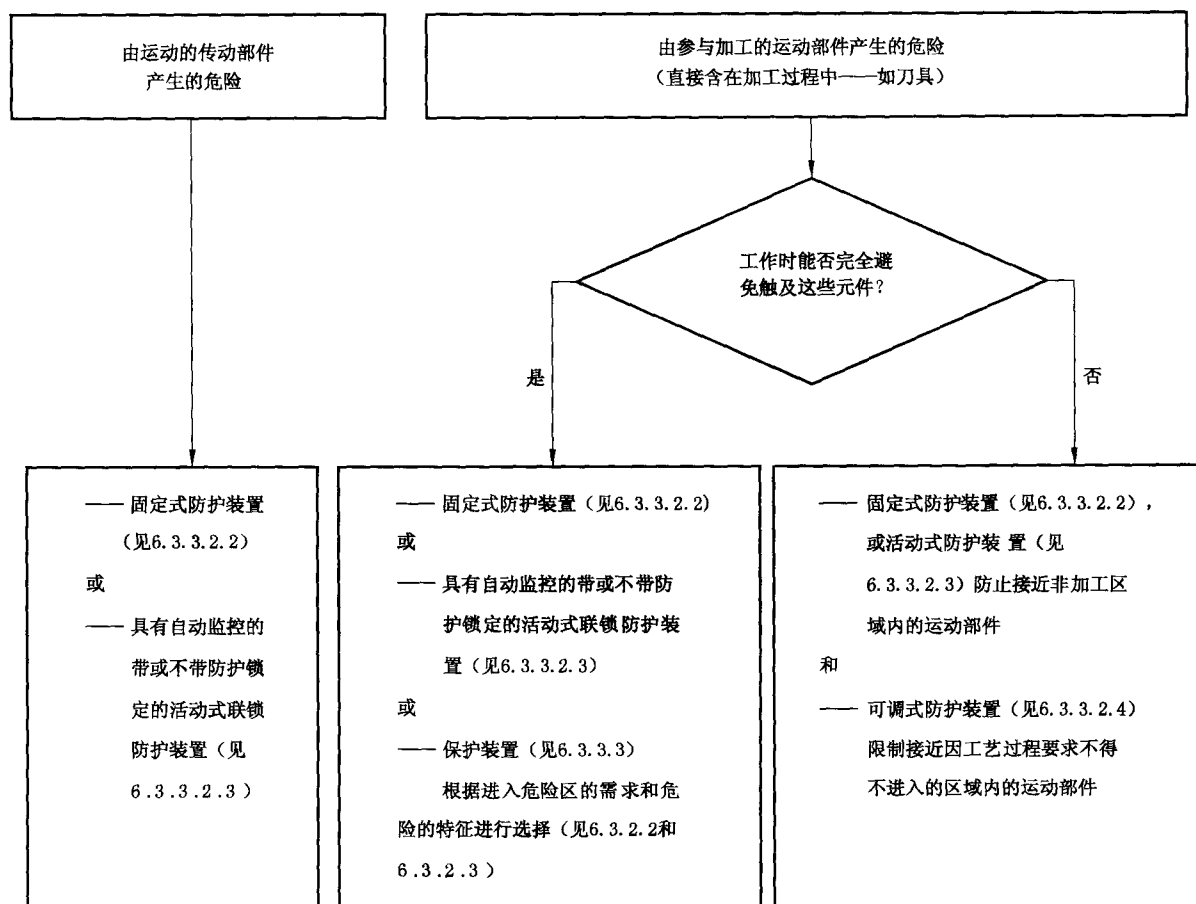 由运动的传动部件
产生的危险
由参与加工的运动部件产生的危险
（直接含在加工过程中——如刀具）
工作时能否完全避
免触及这些元件？
是
否
—— 固定式防护装置
（见6.3.3.2.2）
或
—— 具有自动监控的
带或不带防护锁
定的活动式联锁
防护装置（见
6.3.3.2.3）
—— 固定式防护装置（见6.3.3.2.2)
或
—— 具有自动监控的带或不带防
护锁定的活动式联锁防护装
置（见6.3.3.2.3）
或
—— 保护装置（见6.3.3.3）
根据进入危险区的需求和危
险的特征进行选择（见6.3.2.2和
6.3.2.3）
—— 固定式防护装置（见6.3.3.2.2），
或活动式防护装 置（见
6.3.3.2.3）防止接近非加工区
域内的运动部件
和
—— 可调式防护装置（见6.3.3.2.4）
限制接近因工艺过程要求不得
不进入的区域内的运动部件